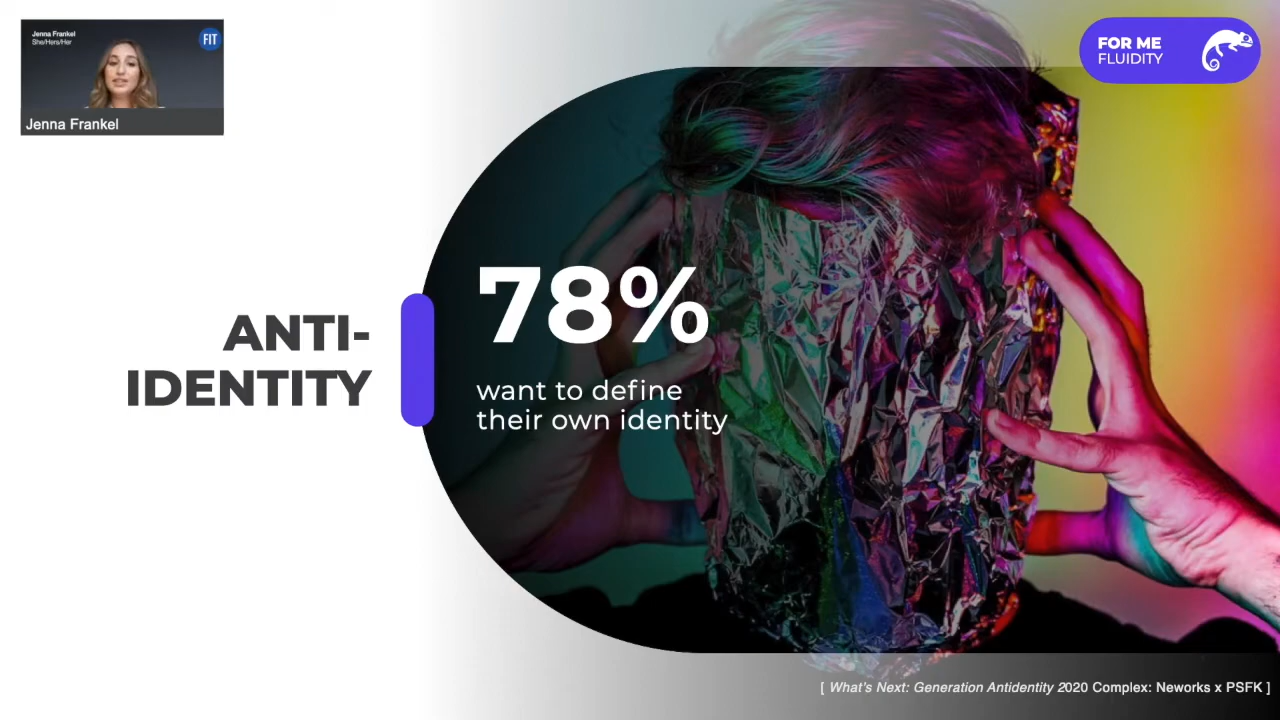 Jenna Frankel
She/Hers/Her
FIT
Jenna Frankel
FOR ME
FLUIDITY
ANTI-
IDENTITY
78%
want to define
their own identity
[ What's Next: Generation Antidentity 2020 Complex: Neworks x PSFK ]